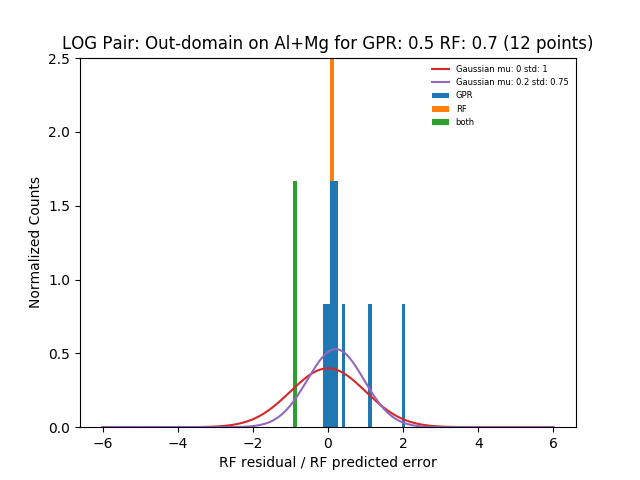 LOG Pair: Out-domain on Al+Mg for GPR: 0.5 RF: 0.7 (12 points)
Gaussian mu: 0 std: 1
Gaussian mu: 0.2 std: 0.75
GPR
RF
both
Normalized Counts
2.5
2.0
1.5
1.0
0.5
0.0
−6 −4 −2 0 2 4 6
RF residual / RF predicted error